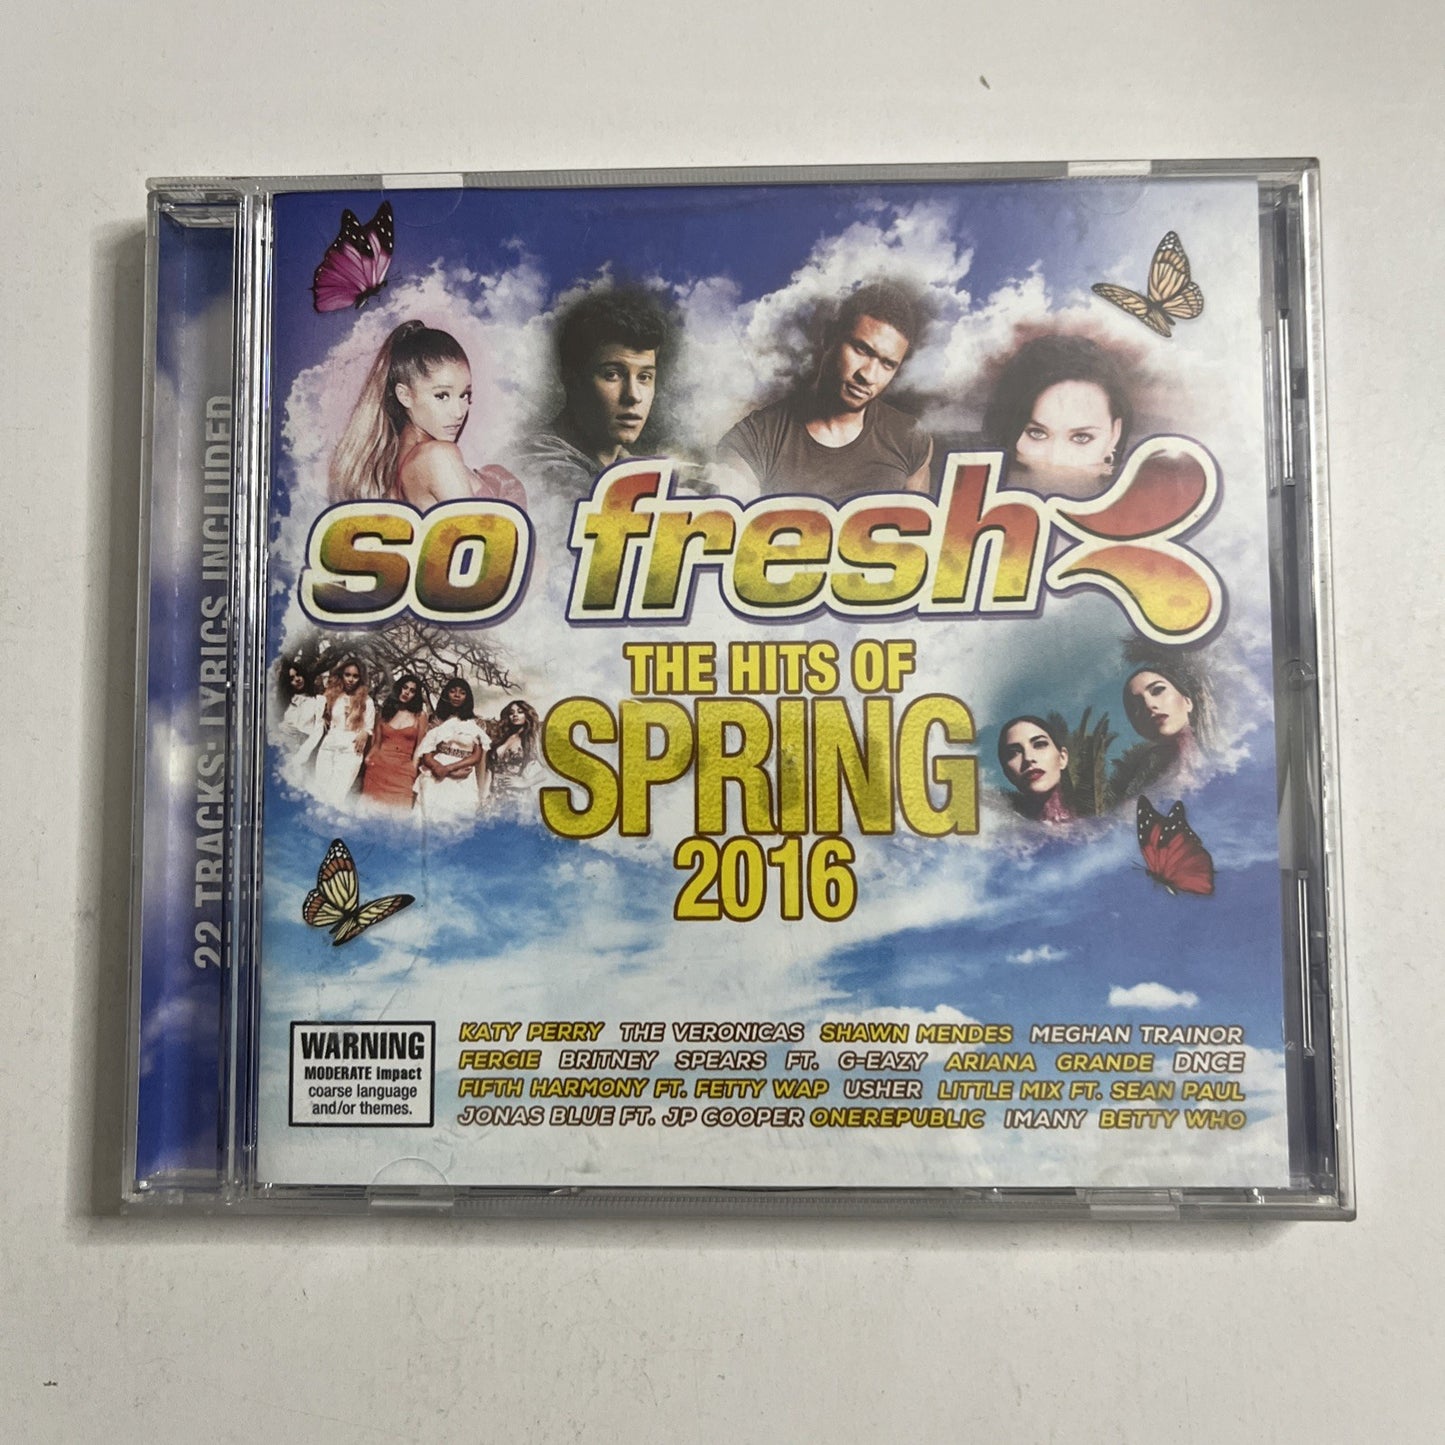 so fresh
THE HITS OF
SPRING
2016
22 TRACKS: LYRICS INCLUDED
WARNING
MODERATE Impact
coarse language
and/or themes.
KATY PERRY THE VERONICAS SHAWN MENDES MEGHAN TRAINOR
FERGIE BRITNEY SPEARS FT. G-EAZY ARIANA GRANDE DNCE
FIFTH HARMONY FT. FETTY WAP USHER LITTLE MIX FT. SEAN PAUL
JONAS BLUE FT. JP COOPER ONEREPUBLIC IMANY BETTY WHO